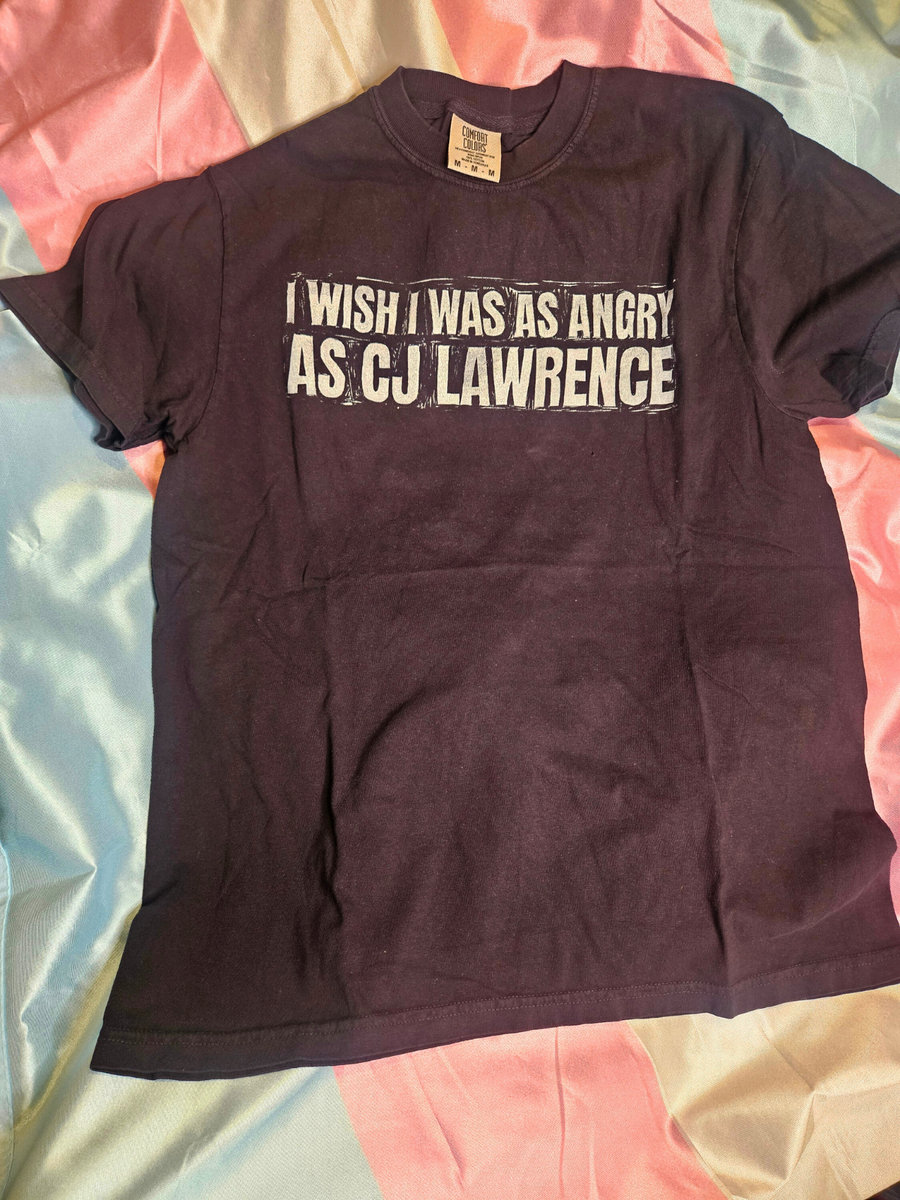 COMFORT
COLORS
M - M - M
I WISH I WAS AS ANGRY
AS CJ LAWRENCE